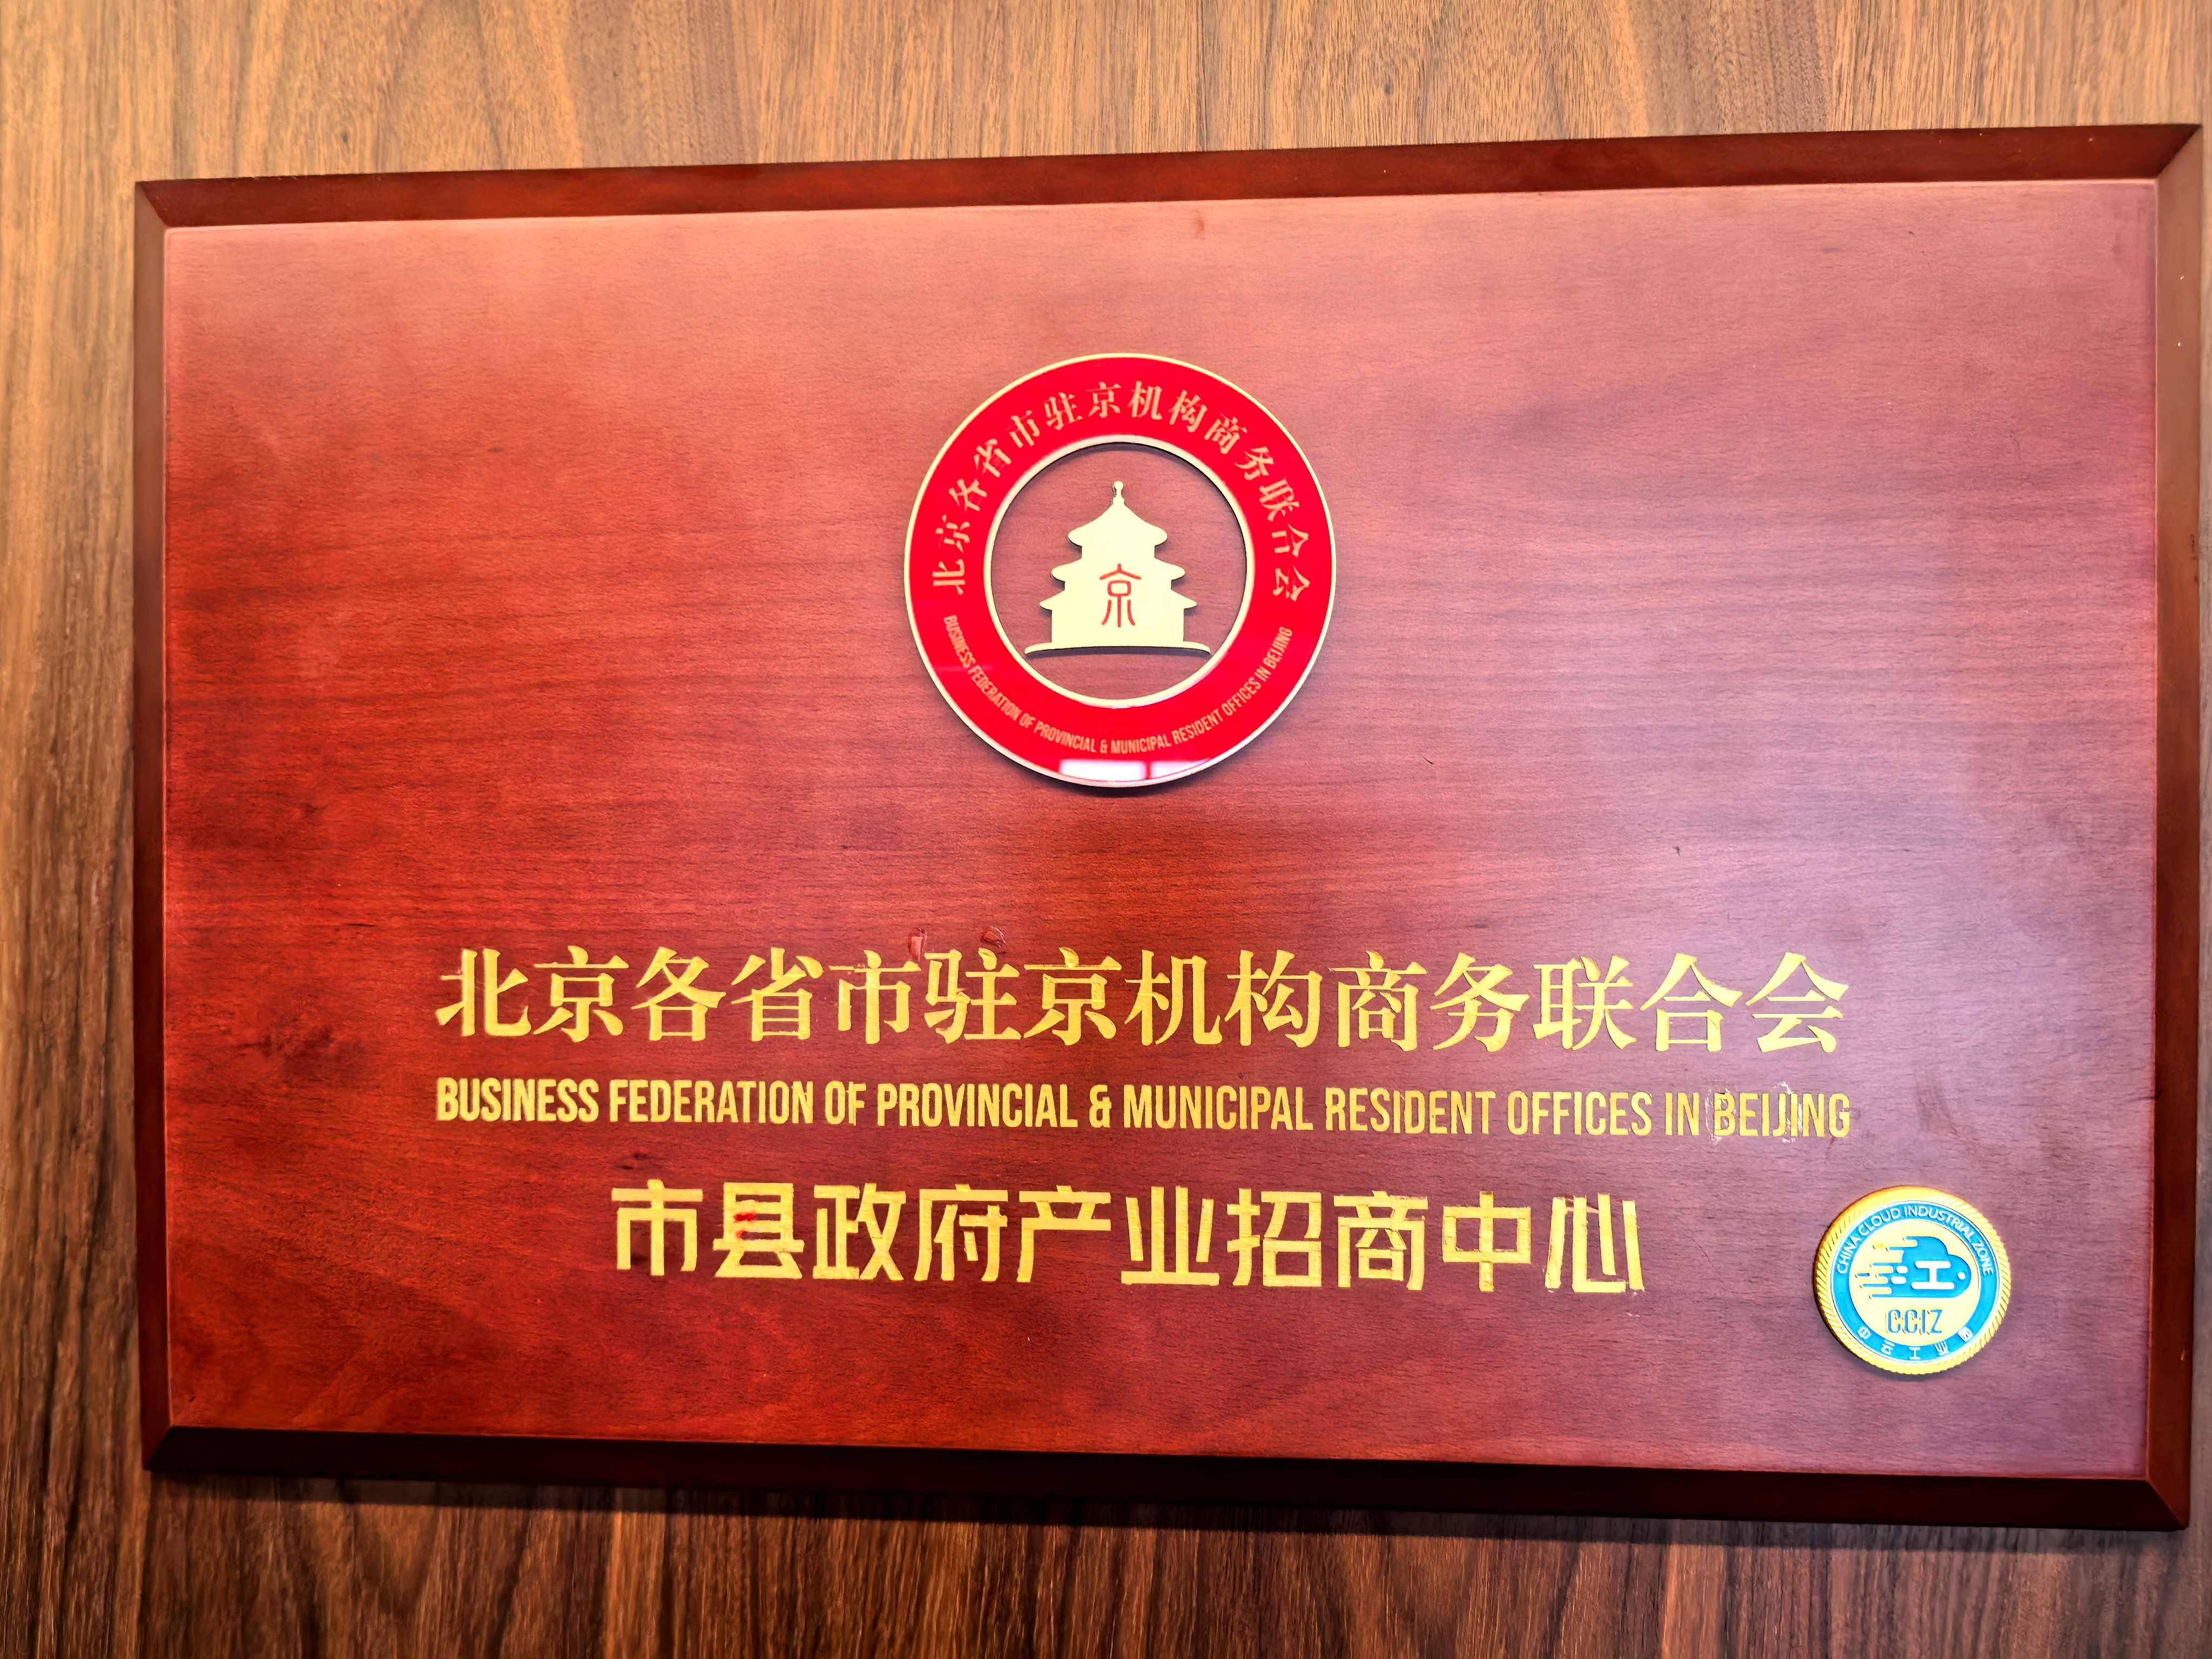 北京各省市驻京机构商务联合会
京
BUSINESS FEDERATION OF PROVINCIAL & MUNICIPAL RESIDENT OFFICES IN BEIJING
北京各省市驻京机构商务联合会
BUSINESS FEDERATION OF PROVINCIAL & MUNICIPAL RESIDENT OFFICES IN BEIJING
市县政府产业招商中心
CHINA CLOUD INDUSTRIAL ZONE
工
CCIZ
中云工